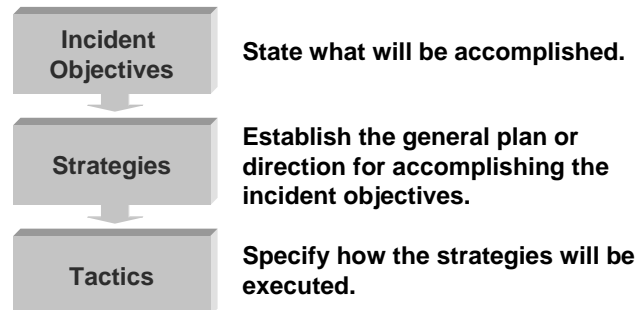 Incident
Objectives
State what will be accomplished.
Strategies
Establish the general plan or
direction for accomplishing the
incident objectives.
Tactics
Specify how the strategies will be
executed.